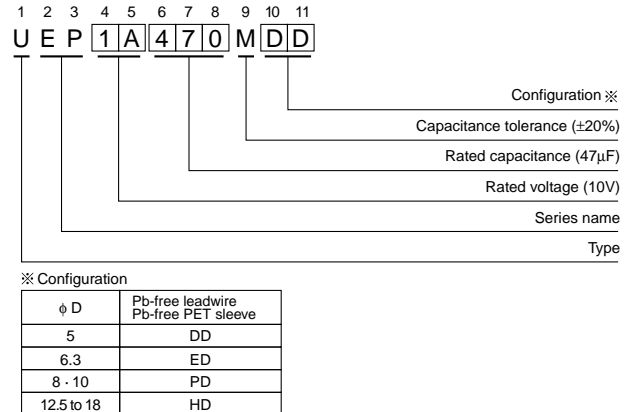 1 2 3 4 5 6 7 8 9 10 11
U E P 1 A 4 7 0 M D D
Configuration ※
Capacitance tolerance (±20%)
Rated capacitance (47µF)
Rated voltage (10V)
Series name
Type
※ Configuration
ϕ D Pb-free leadwire
Pb-free PET sleeve
5 DD
6.3 ED
8 · 10 PD
12.5 to 18 HD